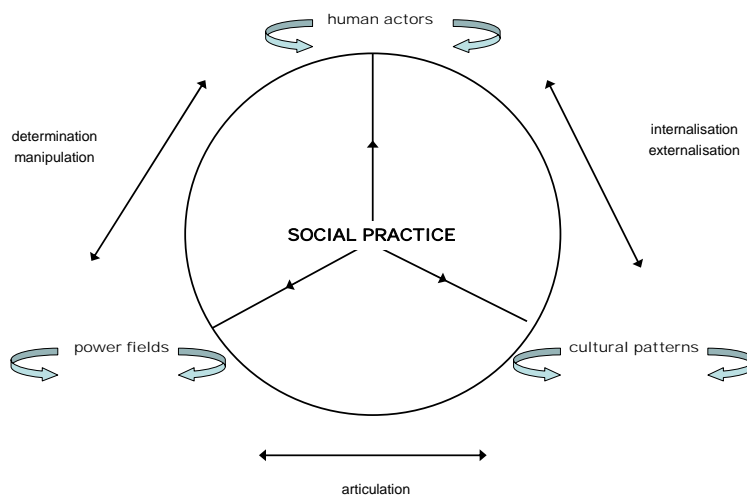 human actors
determination
manipulation
internalisation
externalisation
SOCIAL PRACTICE
power fields
cultural patterns
articulation